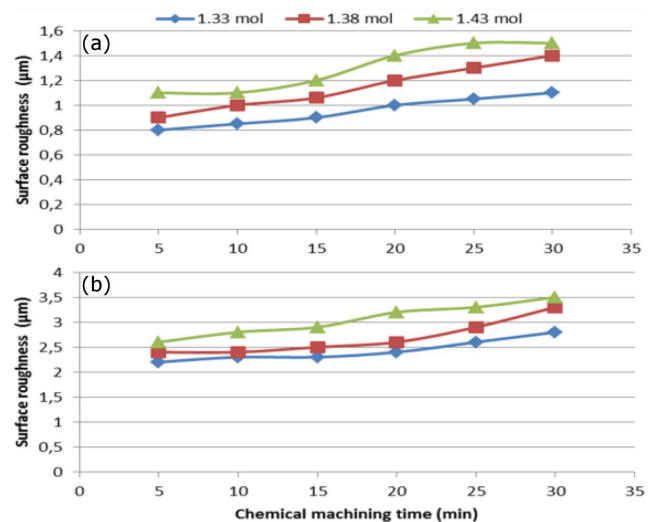 1.33 mol 1.38 mol 1.43 mol
(a)
Surface roughness (µm)
1,6
1,4
1,2
1
0,8
0,6
0,4
0,2
0
0 5 10 15 20 25 30 35
(b)
Surface roughness (µm)
4
3,5
3
2,5
2
1,5
1
0,5
0
0 5 10 15 20 25 30 35
Chemical machining time (min)